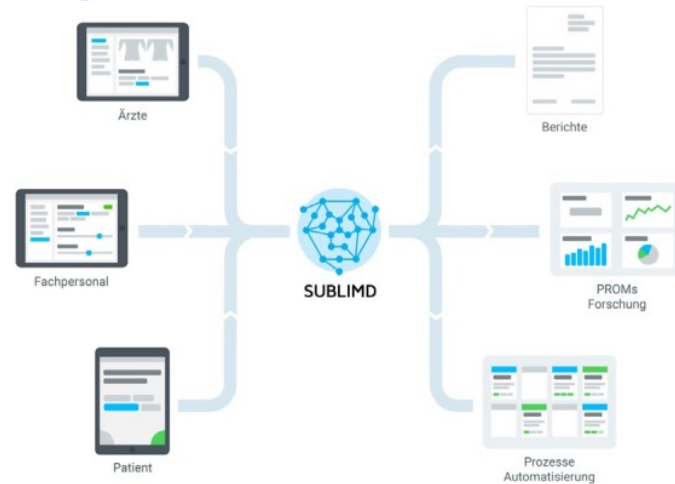 Ärzte
Berichte
Fachpersonal
SUBLIMD
PROMs
Forschung
Patient
Prozesse
Automatisierung